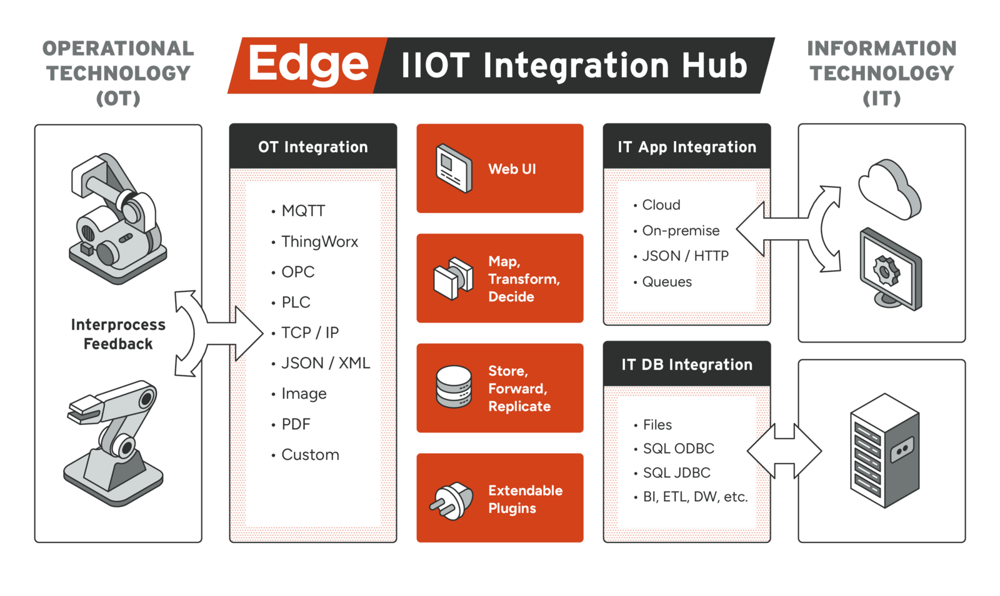 OPERATIONAL
TECHNOLOGY
(OT)
Edge IIOT Integration Hub
INFORMATION
TECHNOLOGY
(IT)
Interprocess
Feedback
OT Integration
• MQTT
• ThingWorx
• OPC
• PLC
• TCP / IP
• JSON / XML
• Image
• PDF
• Custom
Web UI
Map,
Transform,
Decide
Store,
Forward,
Replicate
Extendable
Plugins
IT App Integration
• Cloud
• On-premise
• JSON / HTTP
• Queues
IT DB Integration
• Files
• SQL ODBC
• SQL JDBC
• BI, ETL, DW, etc.